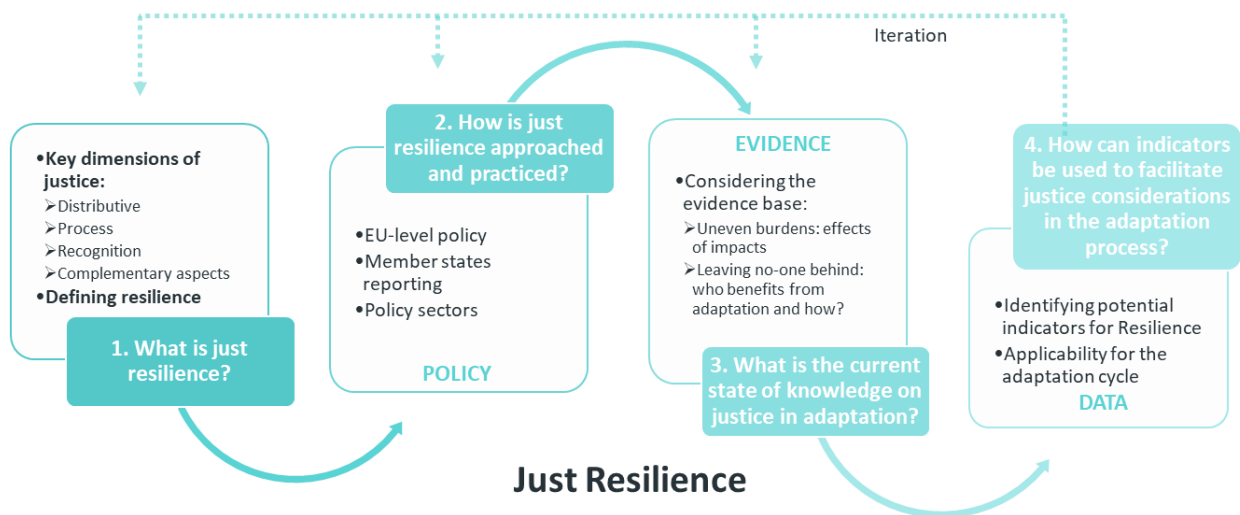 Iteration
•Key dimensions of
justice:
➢Distributive
➢Process
➢Recognition
➢Complementary aspects
•Defining resilience
1. What is just
resilience?
2. How is just
resilience approached
and practiced?
•EU-level policy
•Member states
reporting
•Policy sectors
POLICY
EVIDENCE
•Considering the
evidence base:
➢Uneven burdens: effects
of impacts
➢Leaving no-one behind:
who benefits from
adaptation and how?
3. What is the current
state of knowledge on
justice in adaptation?
4. How can indicators
be used to facilitate
justice considerations
in the adaptation
process?
•Identifying potential
indicators for Resilience
•Applicability for the
adaptation cycle
DATA
Just Resilience